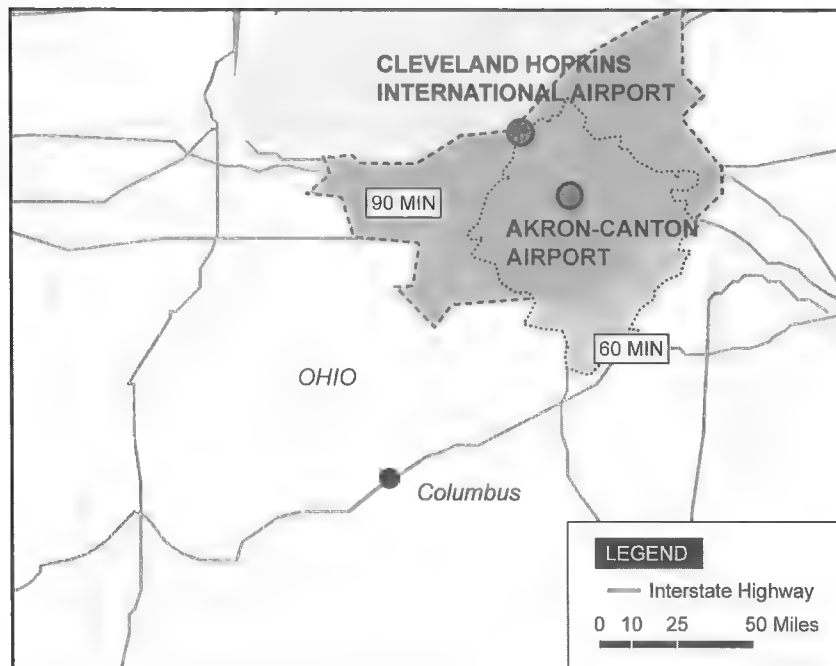 CLEVELAND HOPKINS
INTERNATIONAL AIRPORT
90 MIN
AKRON-CANTON
AIRPORT
60 MIN
OHIO
Columbus
LEGEND
Interstate Highway
0 10 25 50 Miles